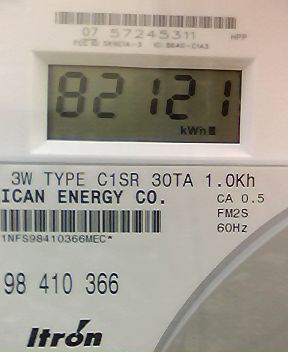 07 57245311
HPP
82121
kWh
3W TYPE C1SR 30TA 1.0Kh
ICAN ENERGY CO.
CA 0.5
FM2S
60Hz
1NFS98410366MEC*
98 410 366
Itron